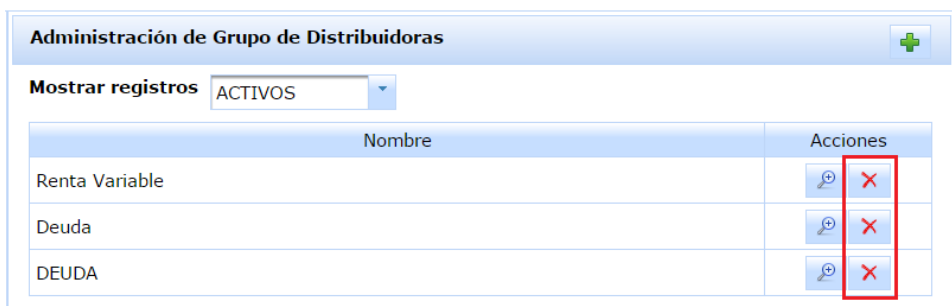 Administración de Grupo de Distribuidoras
Mostrar registros ACTIVOS
Nombre Acciones
Renta Variable
Deuda
DEUDA